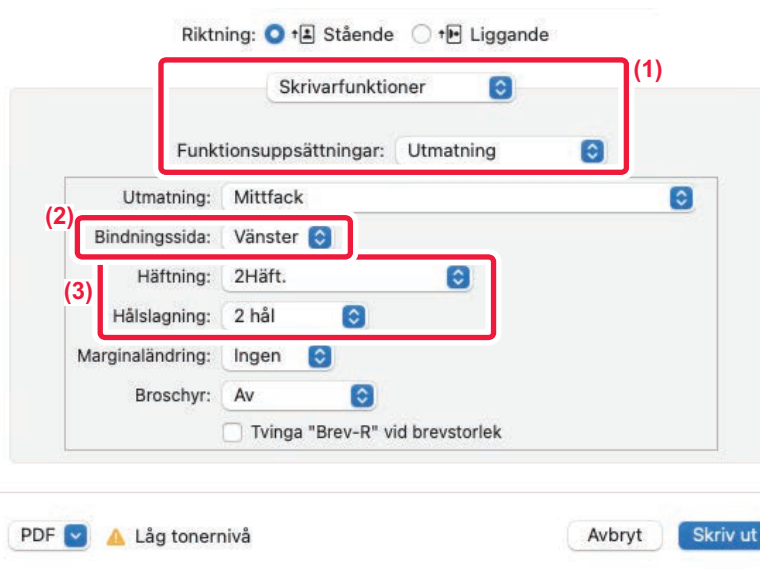 Riktning: Stående Liggande
(1)
Skrivarfunktioner
Funktionsuppsättningar: Utmatning
Utmatning: Mittfack
(2)
Bindningssida: Vänster
(3)
Häftning: 2Häft.
Hålslagning: 2 hål
Marginaländring: Ingen
Broschyr: Av
Tvinga "Brev-R" vid brevstorlek
PDF Låg tonernivå Avbryt Skriv ut